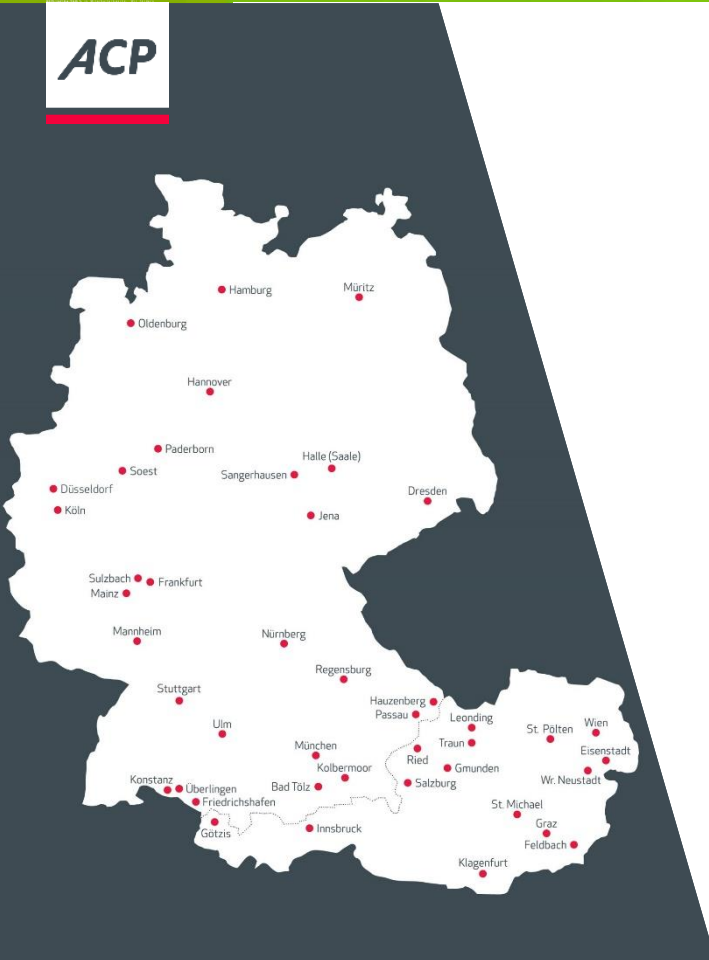 ACP
Hamburg
Müritz
Oldenburg
Hannover
Paderborn
Halle (Saale)
Soest
Sangerhausen
Düsseldorf
Dresden
Köln
Jena
Sulzbach
Frankfurt
Mainz
Mannheim
Nürnberg
Regensburg
Stuttgart
Hauzenberg
Passau
Leonding
Ulm
St. Pölten
Wien
München
Traun
Eisenstadt
Ried
Kolbermoor
Gmunden
Wr. Neustadt
Konstanz
Überlingen
Bad Tölz
Salzburg
Friedrichshafen
St. Michael
Götzis
Innsbruck
Graz
Feldbach
Klagenfurt